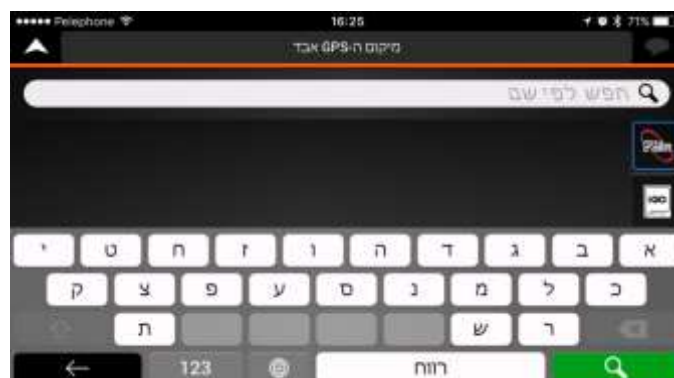 Pelephone 16:25 71%
מיקום ה-GPS אבד
חפש לפי שם
א ב ג ד ה ו ז ח ט י
כ ל מ נ ס ע פ צ ק
ר ש ת
רווח 123